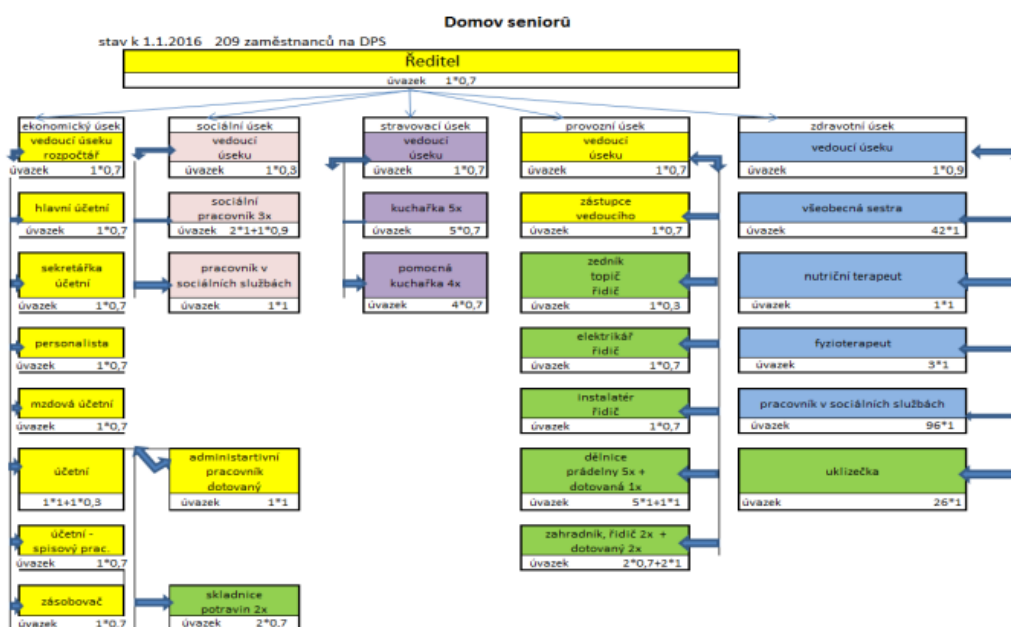 Domov seniorů
stav k 1.1.2016 209 zaměstnanců na DPS
Ředitel
úvazek 1*0,7
ekonomický úsek
vedoucí úseku
rozpočtář
úvazek 1*0,7
hlavní účetní
úvazek 1*0,7
sekretářka
účetní
úvazek 1*0,7
personalista
úvazek 1*0,7
mzdová účetní
úvazek 1*0,7
účetní
1*1+1*0,3
účetní -
spisový prac.
úvazek 1*0,7
zásobovač
úvazek 1*0,7
sociální úsek
vedoucí
úseku
úvazek 1*0,3
sociální
pracovník 3x
úvazek 2*1+1*0,9
pracovník v
sociálních službách
úvazek 1*1
administartivní
pracovník
dotovaný
úvazek 1*1
skladnice
potravin 2x
úvazek 2*0,7
stravovací úsek
vedoucí
úseku
úvazek 1*0,7
kuchařka 5x
úvazek 5*0,7
pomocná
kuchařka 4x
úvazek 4*0,7
provozní úsek
vedoucí
úseku
úvazek 1*0,7
zástupce
vedoucího
úvazek 1*0,7
zedník
topič
řidič
úvazek 1*0,3
elektrikář
řidič
úvazek 1*0,7
instalatér
řidič
úvazek 1*0,7
dělnice
prádelny 5x +
dotovaná 1x
úvazek 5*1+1*1
zahradník, řidič 2x +
dotovaný 2x
úvazek 2*0,7+2*1
zdravotní úsek
vedoucí úseku
úvazek 1*0,9
všeobecná sestra
úvazek 42*1
nutriční terapeut
úvazek 1*1
fyzioterapeut
úvazek 3*1
pracovník v sociálních službách
úvazek 96*1
uklizečka
úvazek 26*1